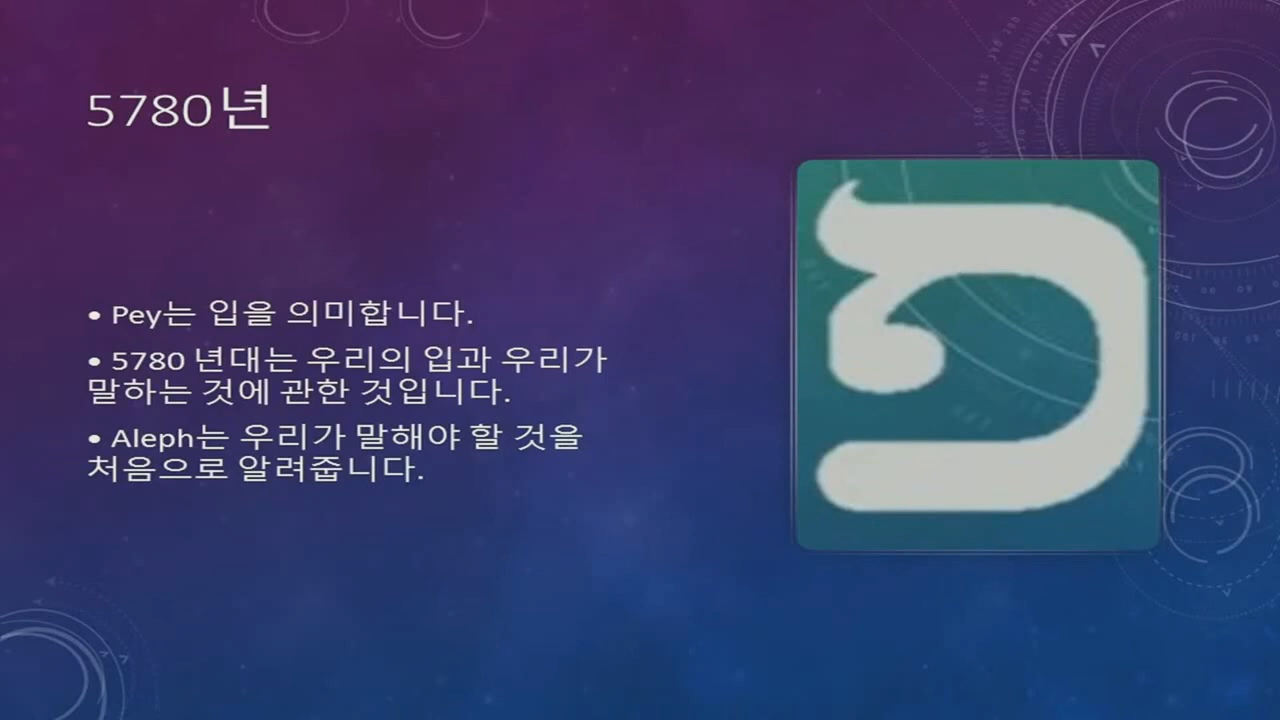 5780년
• Pey는 입을 의미합니다.
• 5780 년대는 우리의 입과 우리가
말하는 것에 관한 것입니다.
• Aleph는 우리가 말해야 할 것을
처음으로 알려줍니다.
פ